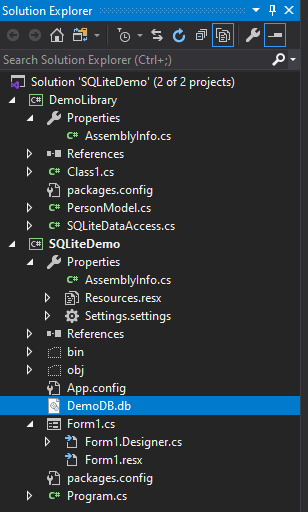 Solution Explorer
Search Solution Explorer (Ctrl+;)
Solution 'SQLiteDemo' (2 of 2 projects)
C# DemoLibrary
Properties
C# AssemblyInfo.cs
References
C# Class1.cs
packages.config
C# PersonModel.cs
C# SQLiteDataAccess.cs
C# SQLiteDemo
Properties
C# AssemblyInfo.cs
Resources.resx
Settings.settings
References
bin
obj
App.config
DemoDB.db
Form1.cs
Form1.Designer.cs
Form1.resx
packages.config
C# Program.cs